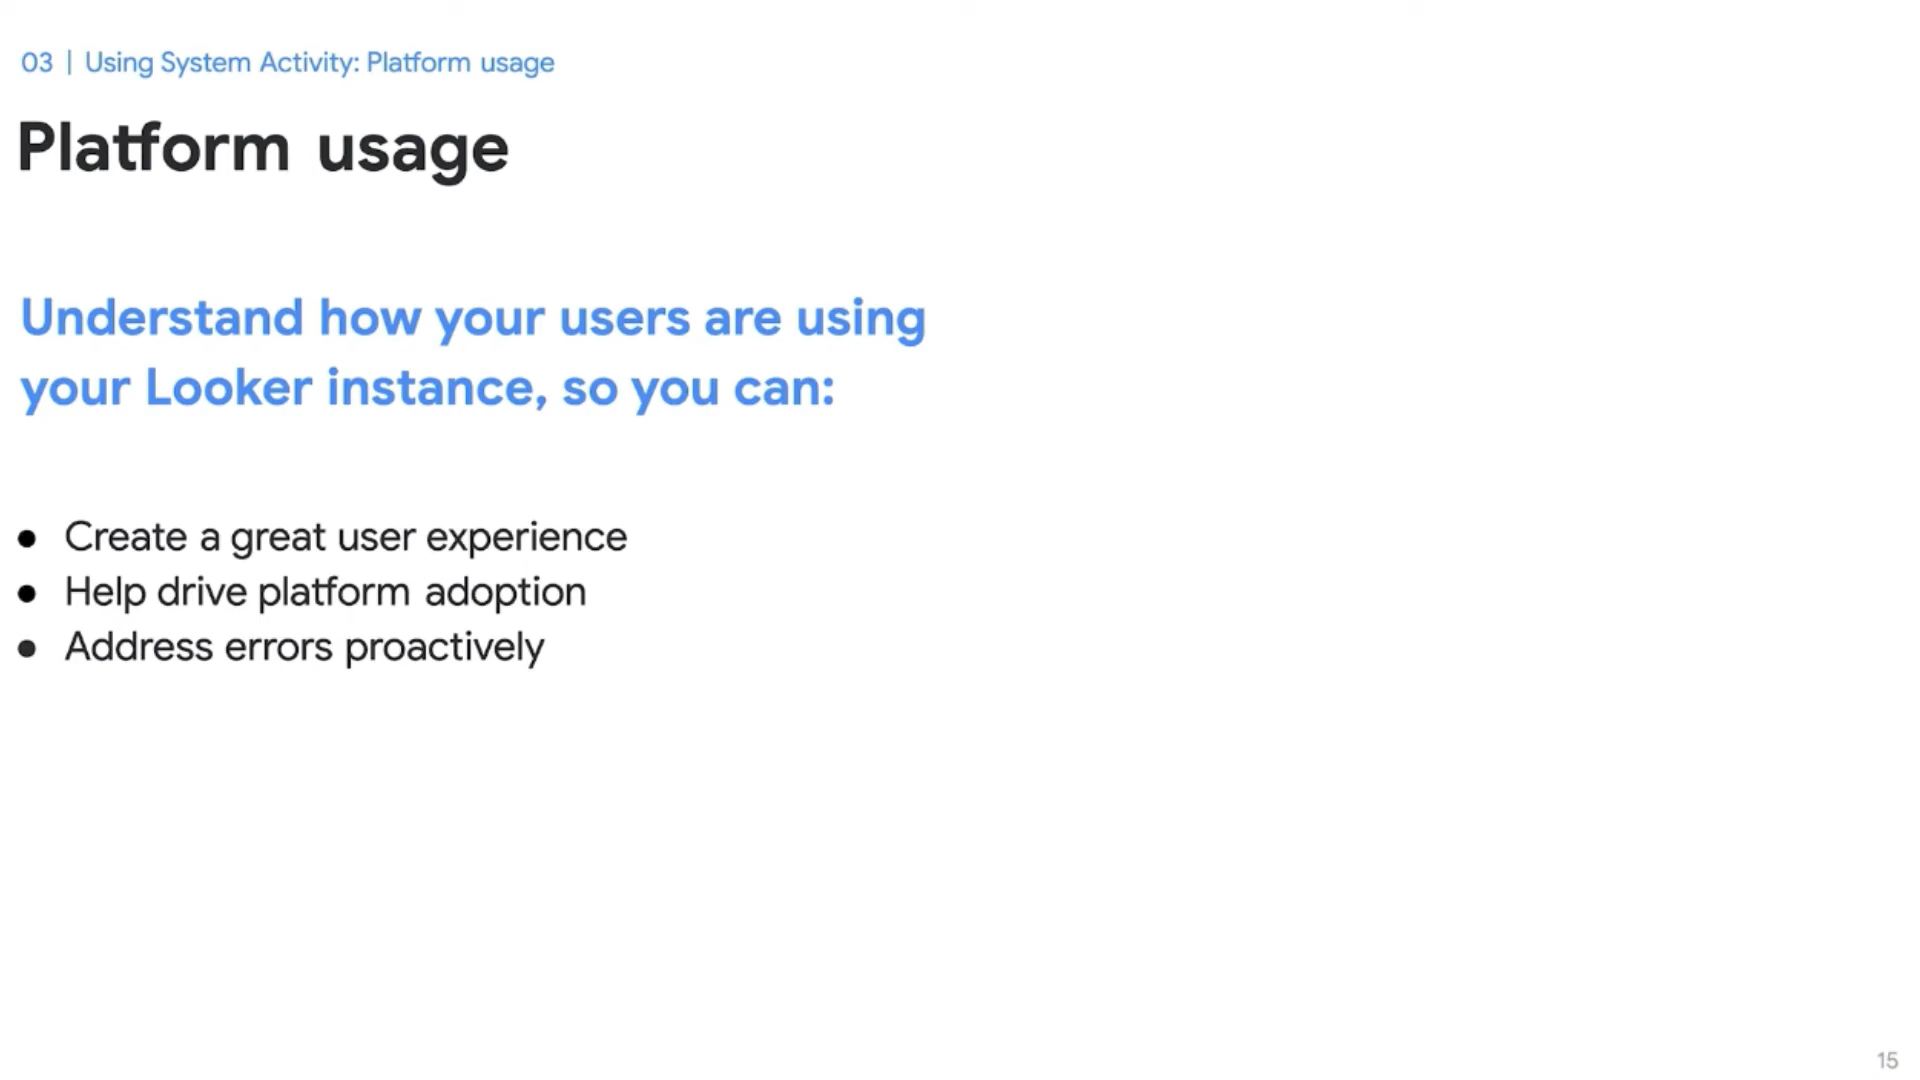 03 | Using System Activity: Platform usage
Platform usage
Understand how your users are using
your Looker instance, so you can:
● Create a great user experience
● Help drive platform adoption
● Address errors proactively
15